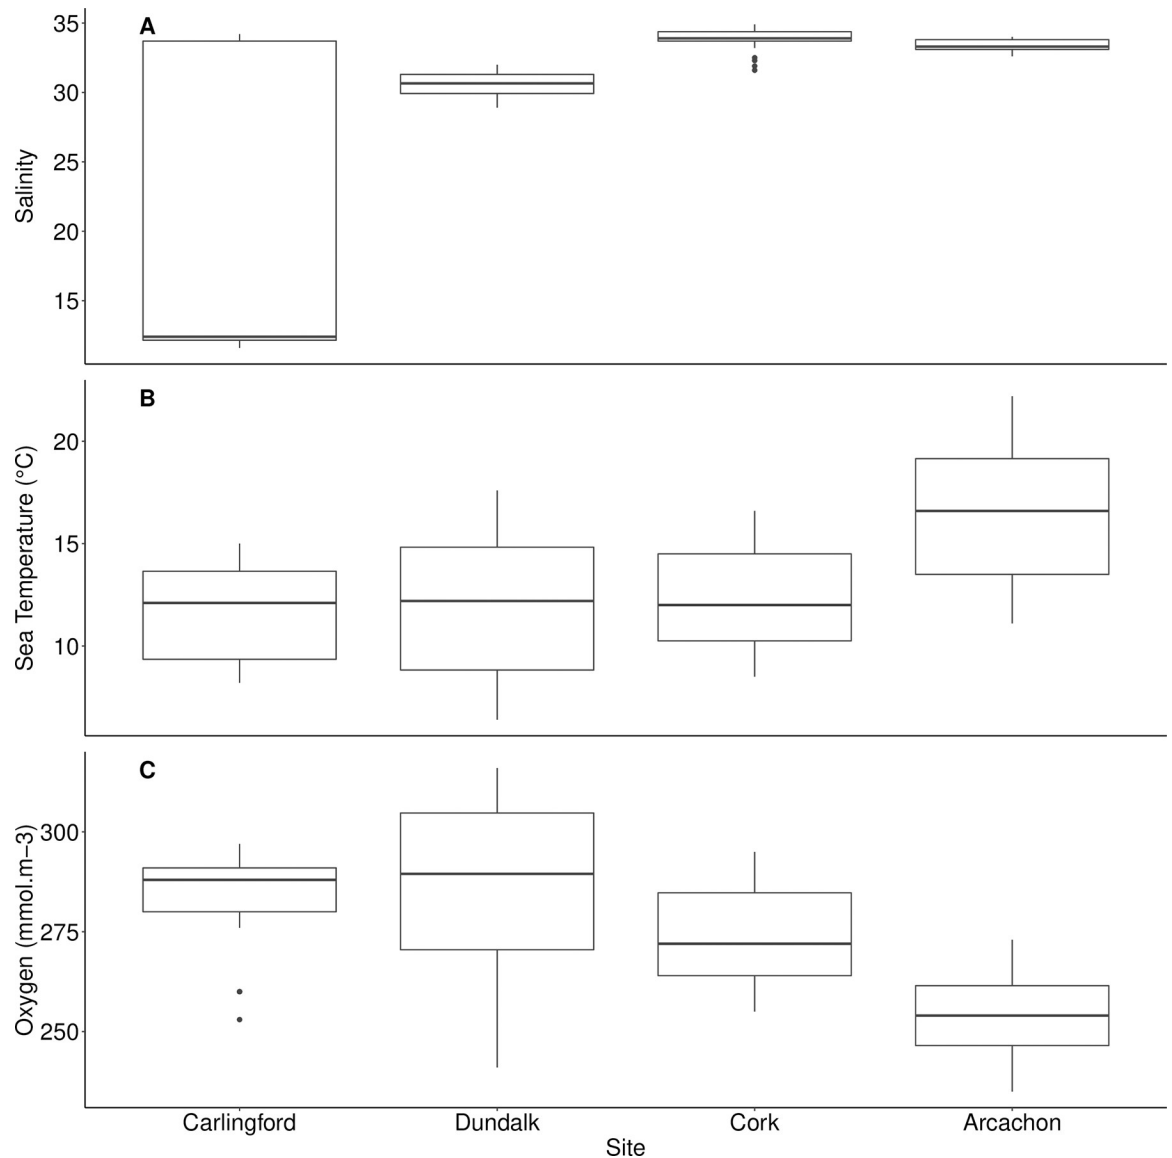 A
35
30
25
20
15
Salinity
B
20
15
10
Sea Temperature (°C)
C
300
275
250
Oxygen (mmol.m−3)
Carlingford Dundalk Cork Arcachon
Site